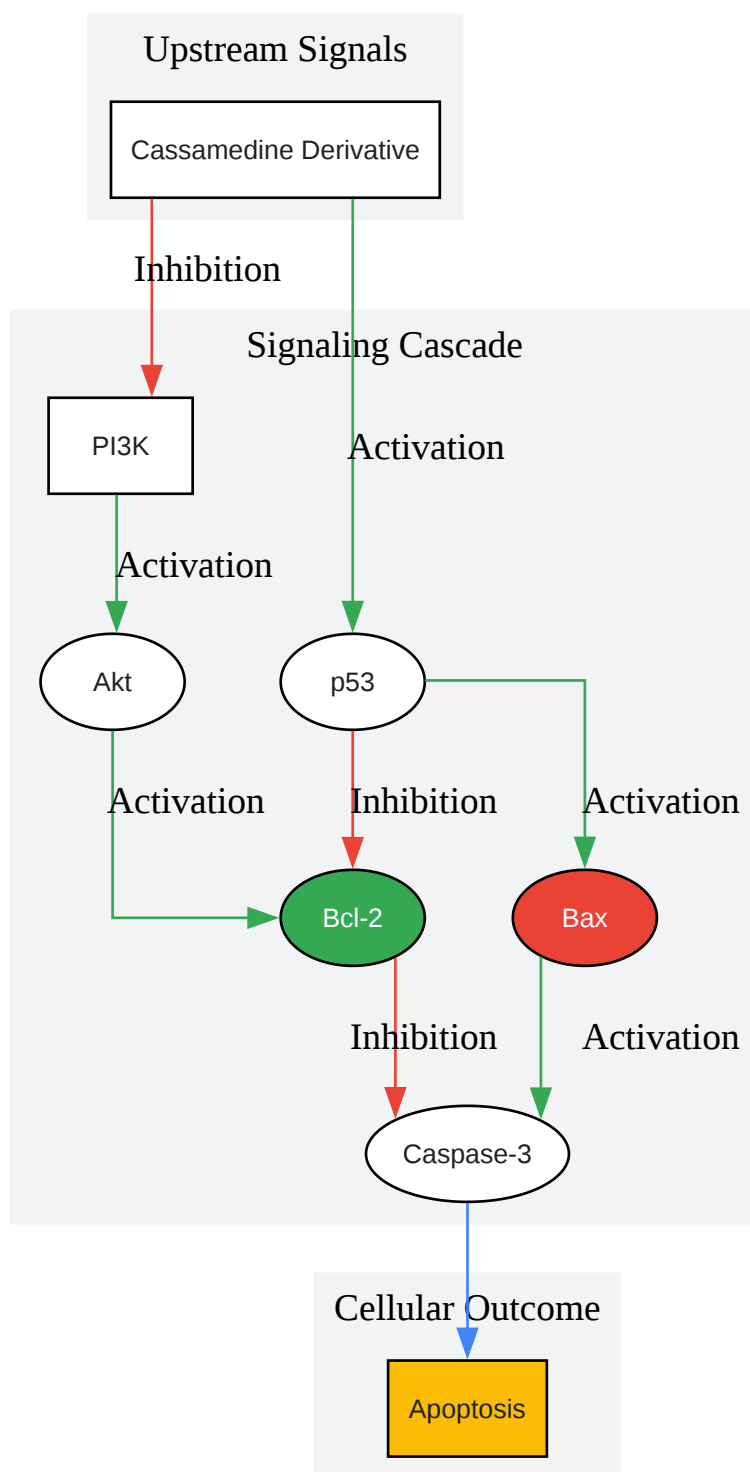 Upstream Signals
Cassamedine Derivative
Inhibition
Signaling Cascade
PI3K
Activation
Activation
Akt
p53
Activation
Inhibition
Activation
Bcl-2
Bax
Inhibition
Activation
Caspase-3
Cellular Outcome
Apoptosis